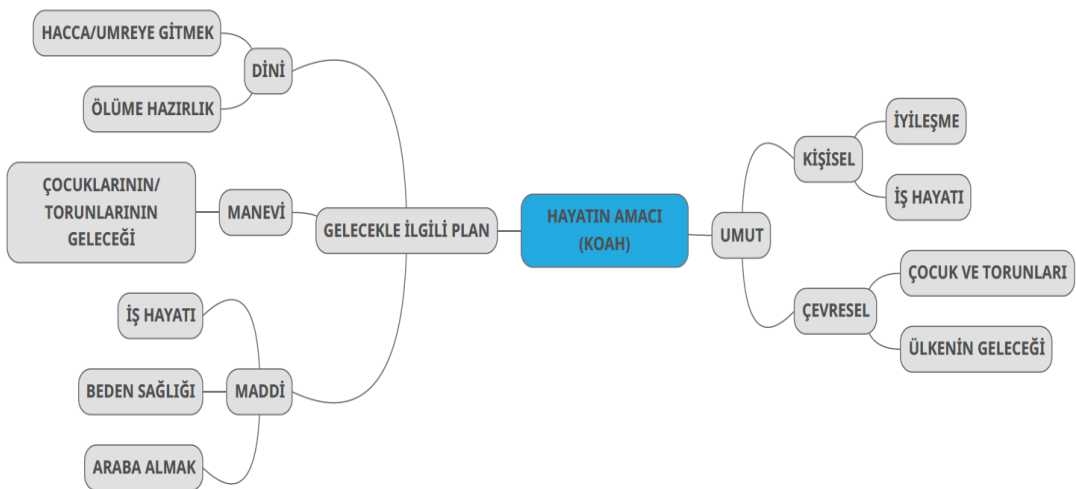 HACCA/UMREYE GİTMEK
DİNİ
ÖLÜME HAZIRLIK
ÇOCUKLARININ/
TORUNLARININ
GELECEĞİ
MANEVİ
GELECEKLE İLGİLİ PLAN
İŞ HAYATI
BEDEN SAĞLIĞI
MADDİ
ARABA ALMAK
HAYATIN AMACI
(KOAH)
UMUT
KİŞİSEL
İYİLEŞME
İŞ HAYATI
ÇEVRESEL
ÇOCUK VE TORUNLARI
ÜLKENİN GELECEĞİ